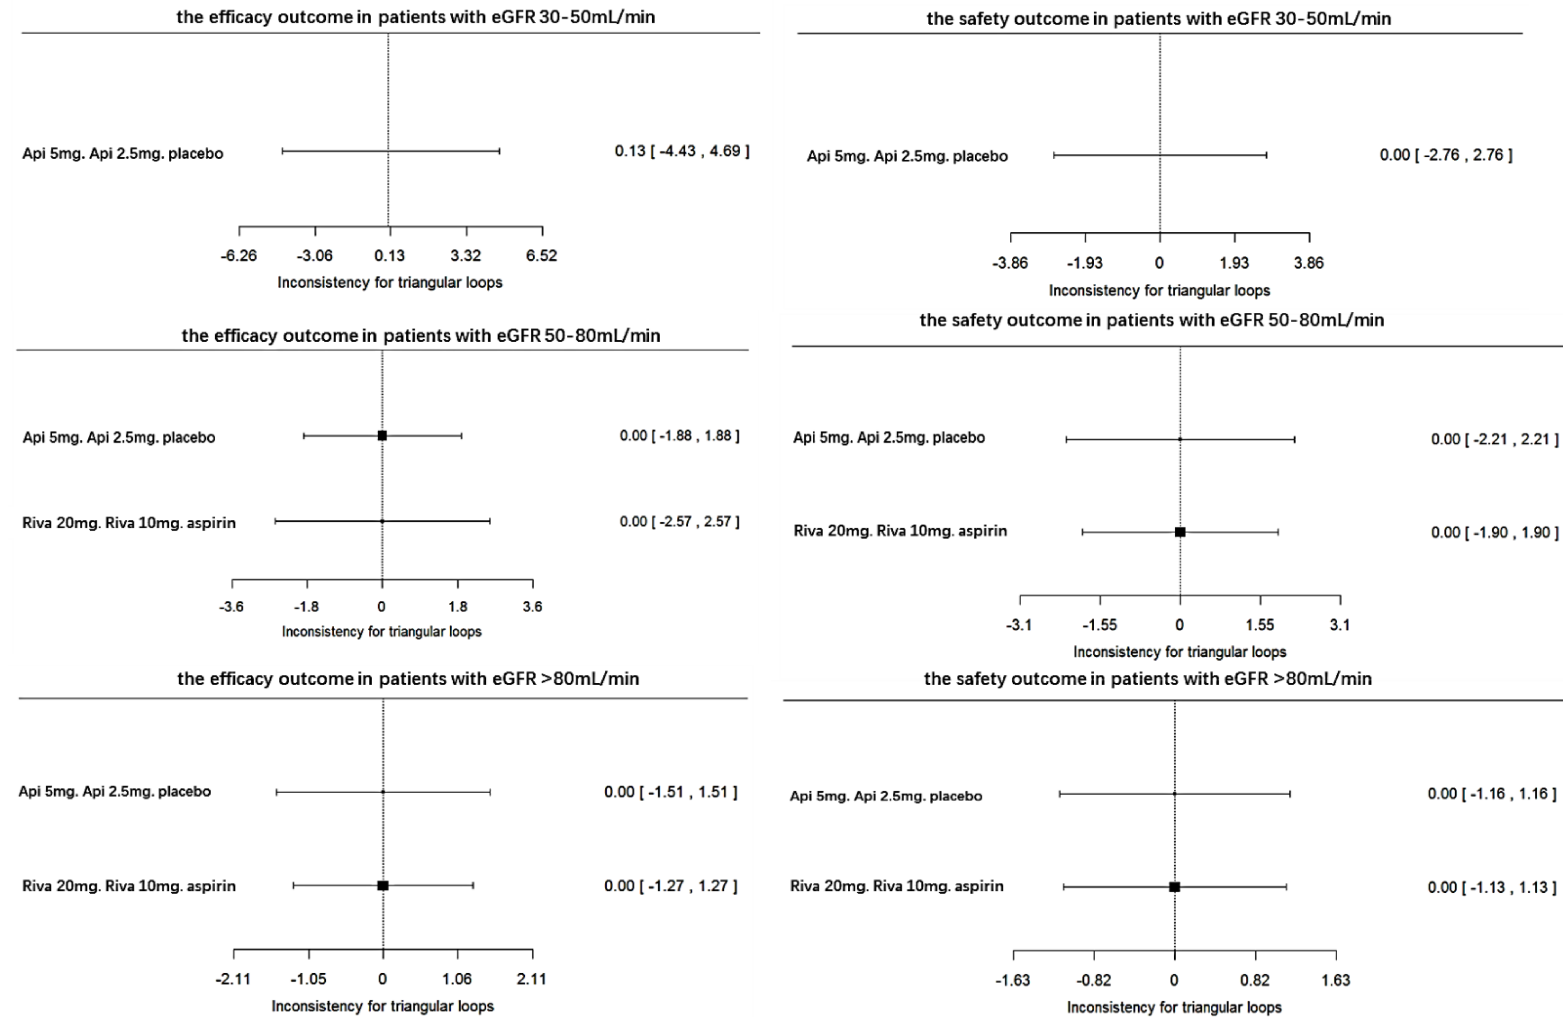 the efficacy outcome in patients with eGFR 30-50mL/min
Api 5mg. Api 2.5mg. placebo
0.13 [ -4.43 , 4.69 ]
-6.26 -3.06 0.13 3.32 6.52
Inconsistency for triangular loops
the safety outcome in patients with eGFR 30-50mL/min
Api 5mg. Api 2.5mg. placebo
0.00 [ -2.76 , 2.76 ]
-3.86 -1.93 0 1.93 3.86
Inconsistency for triangular loops
the efficacy outcome in patients with eGFR 50-80mL/min
Api 5mg. Api 2.5mg. placebo
0.00 [ -1.88 , 1.88 ]
Riva 20mg. Riva 10mg. aspirin
0.00 [ -2.57 , 2.57 ]
-3.6 -1.8 0 1.8 3.6
Inconsistency for triangular loops
the safety outcome in patients with eGFR 50-80mL/min
Api 5mg. Api 2.5mg. placebo
0.00 [ -2.21 , 2.21 ]
Riva 20mg. Riva 10mg. aspirin
0.00 [ -1.90 , 1.90 ]
-3.1 -1.55 0 1.55 3.1
Inconsistency for triangular loops
the efficacy outcome in patients with eGFR >80mL/min
Api 5mg. Api 2.5mg. placebo
0.00 [ -1.51 , 1.51 ]
Riva 20mg. Riva 10mg. aspirin
0.00 [ -1.27 , 1.27 ]
-2.11 -1.05 0 1.06 2.11
Inconsistency for triangular loops
the safety outcome in patients with eGFR >80mL/min
Api 5mg. Api 2.5mg. placebo
0.00 [ -1.16 , 1.16 ]
Riva 20mg. Riva 10mg. aspirin
0.00 [ -1.13 , 1.13 ]
-1.63 -0.82 0 0.82 1.63
Inconsistency for triangular loops